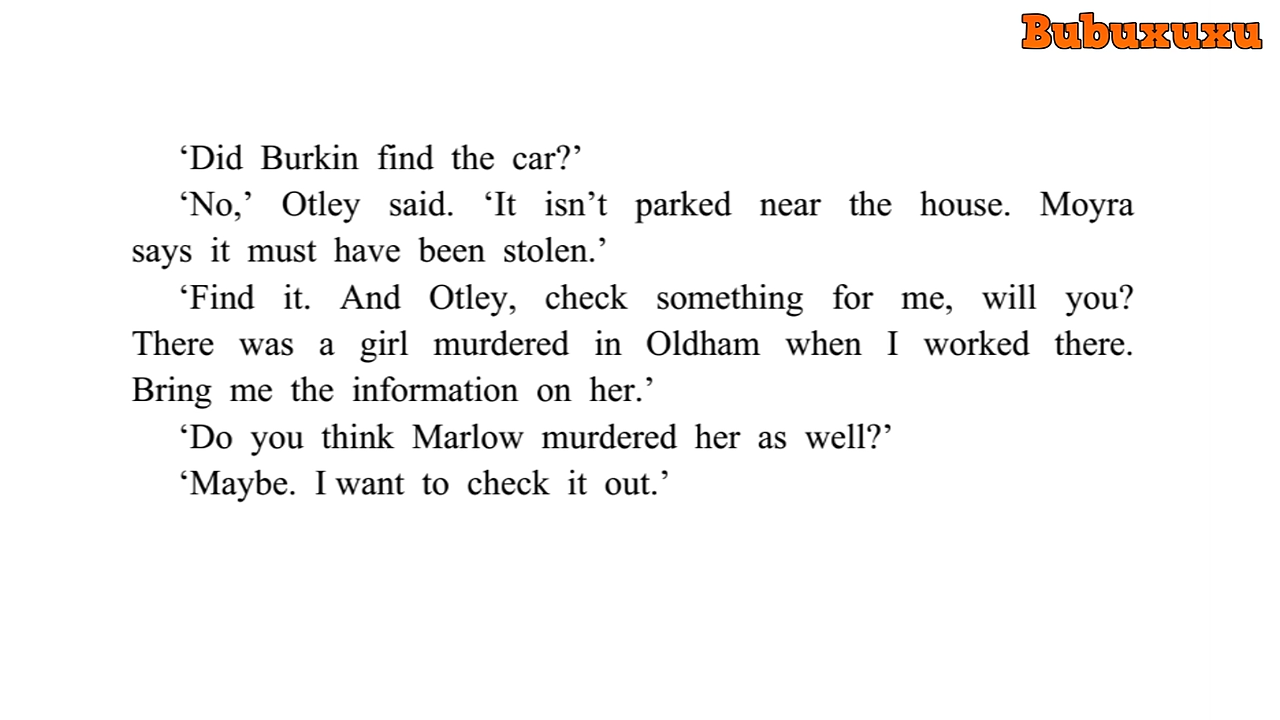 Bubuxuxu
‘Did Burkin find the car?’
‘No,’ Otley said. ‘It isn’t parked near the house. Moyra
says it must have been stolen.’
‘Find it. And Otley, check something for me, will you?
There was a girl murdered in Oldham when I worked there.
Bring me the information on her.’
‘Do you think Marlow murdered her as well?’
‘Maybe. I want to check it out.’